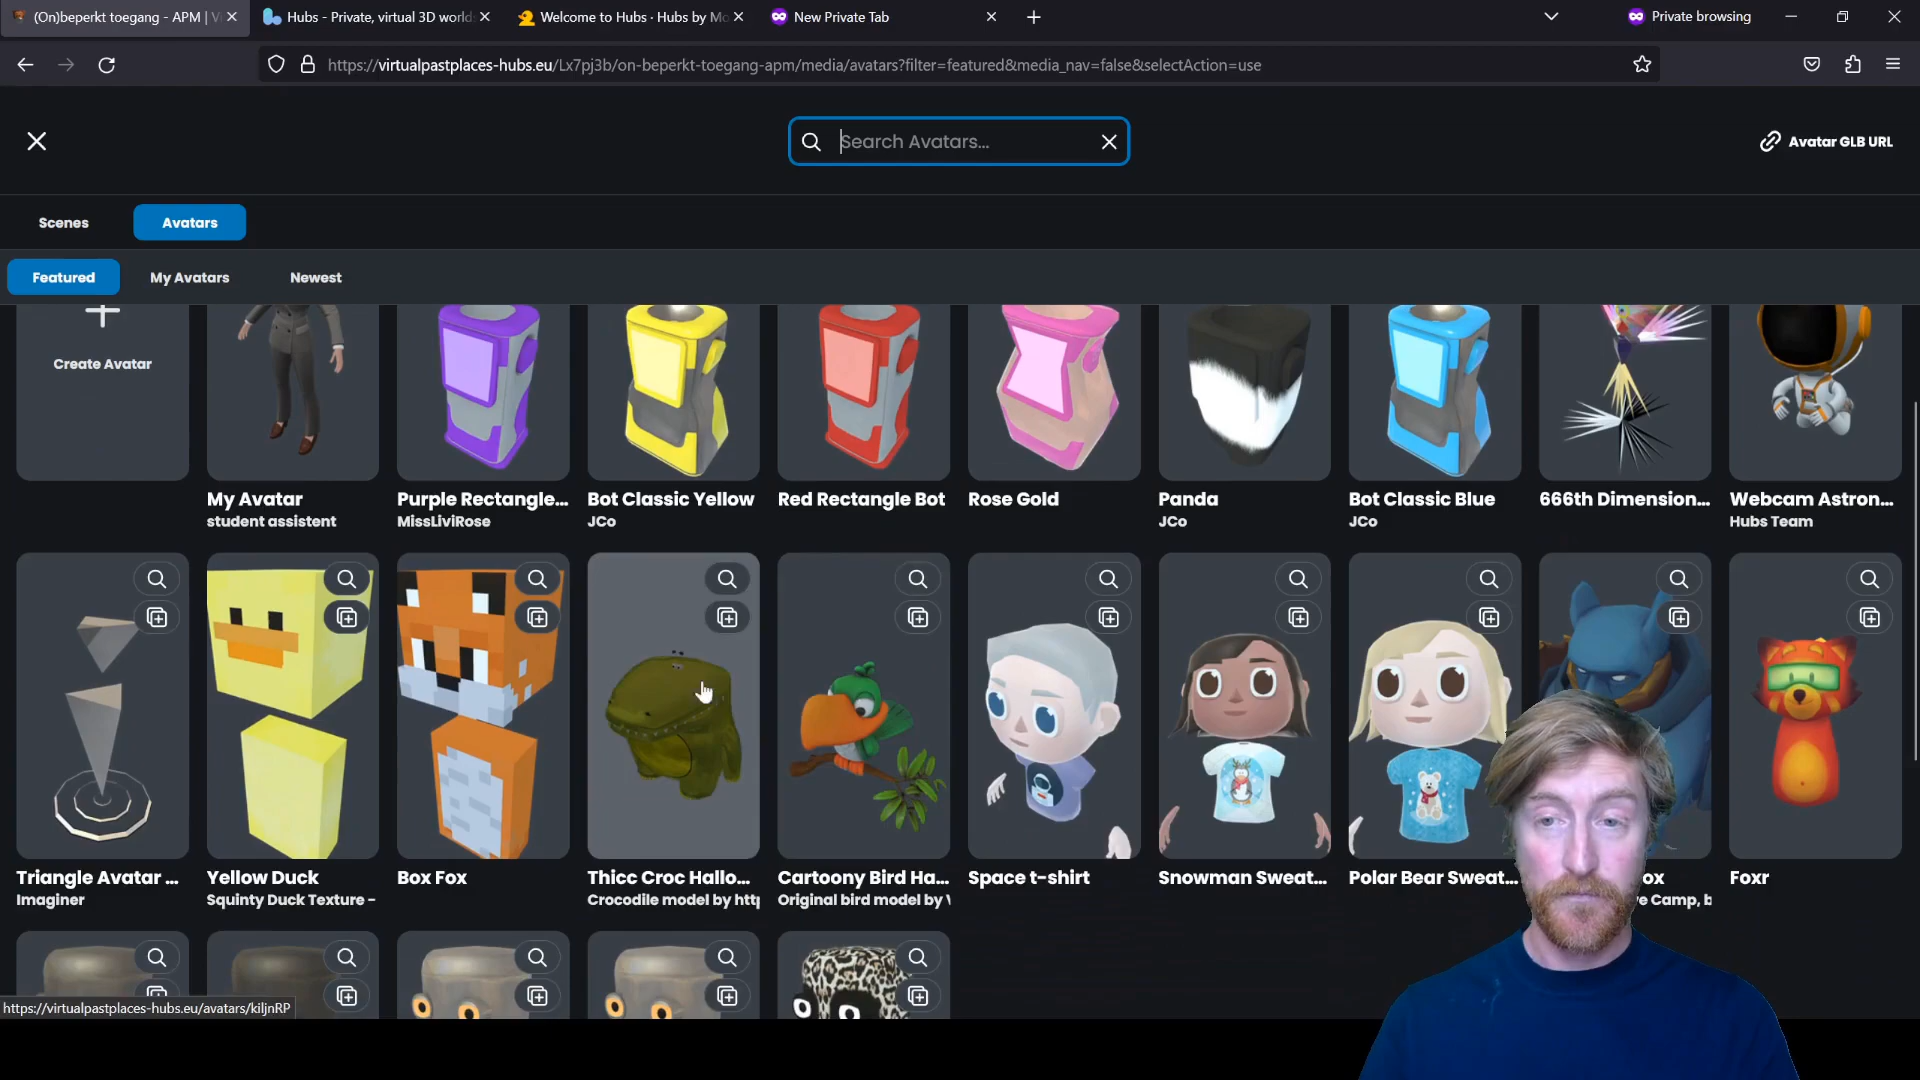 (On)beperkt toegang - APM | V
Hubs - Private, virtual 3D world
Welcome to Hubs · Hubs by Mo
New Private Tab
Private browsing
https://virtualpastplaces-hubs.eu/Lx7pj3b/on-beperkt-toegang-apm/media/avatars?filter=featured&media_nav=false&selectAction=use
Search Avatars...
Avatar GLB URL
Scenes
Avatars
Featured
My Avatars
Newest
Create Avatar
My Avatar
student assistent
Purple Rectangle...
MissLiviRose
Bot Classic Yellow
JCo
Red Rectangle Bot
Rose Gold
Panda
JCo
Bot Classic Blue
JCo
666th Dimension...
Webcam Astron...
Hubs Team
Triangle Avatar ...
Imaginer
Yellow Duck
Squinty Duck Texture -
Box Fox
Thicc Croc Hallo...
Crocodile model by http
Cartoony Bird Ha...
Original bird model by V
Space t-shirt
Snowman Sweat...
Polar Bear Sweat...
ox
e Camp, b
Foxr
https://virtualpastplaces-hubs.eu/avatars/kiljnRP